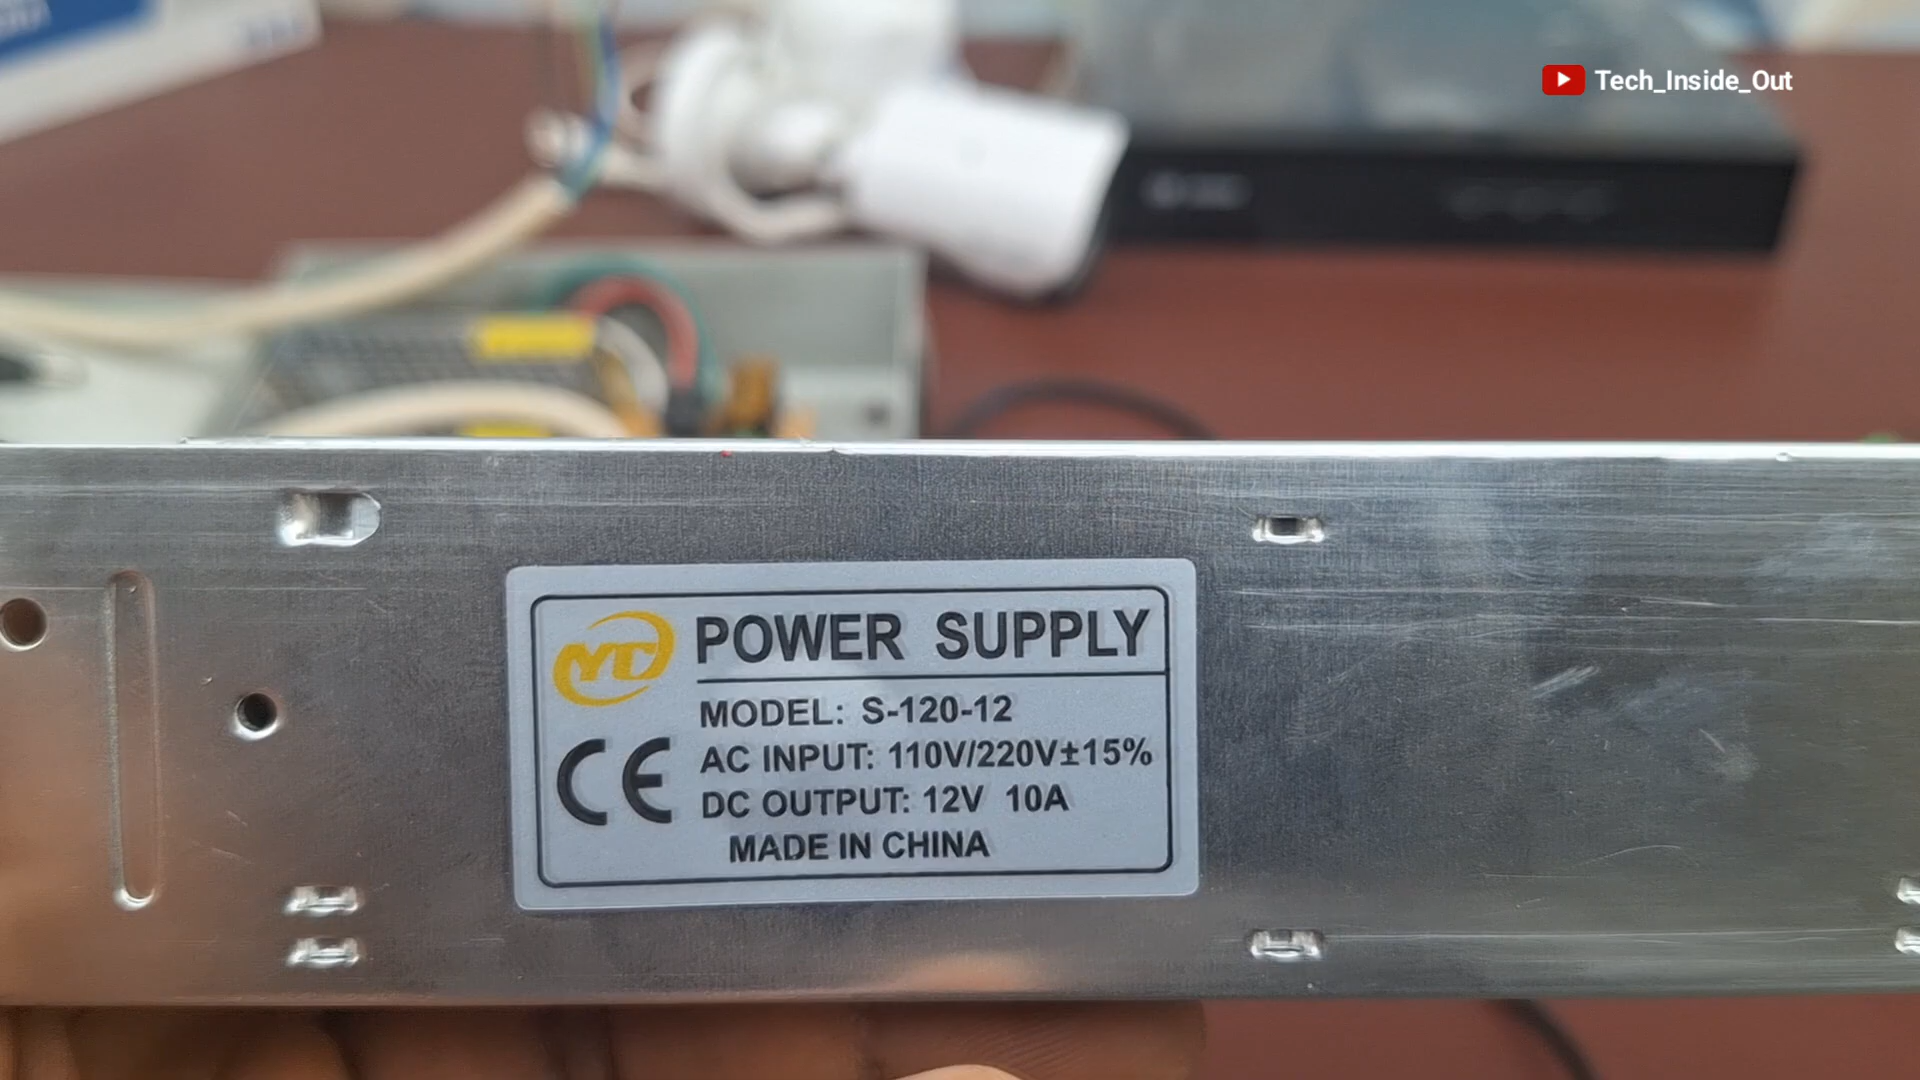 Tech_Inside_Out
YT POWER SUPPLY
MODEL: S-120-12
AC INPUT: 110V/220V±15%
CE
DC OUTPUT: 12V 10A
MADE IN CHINA